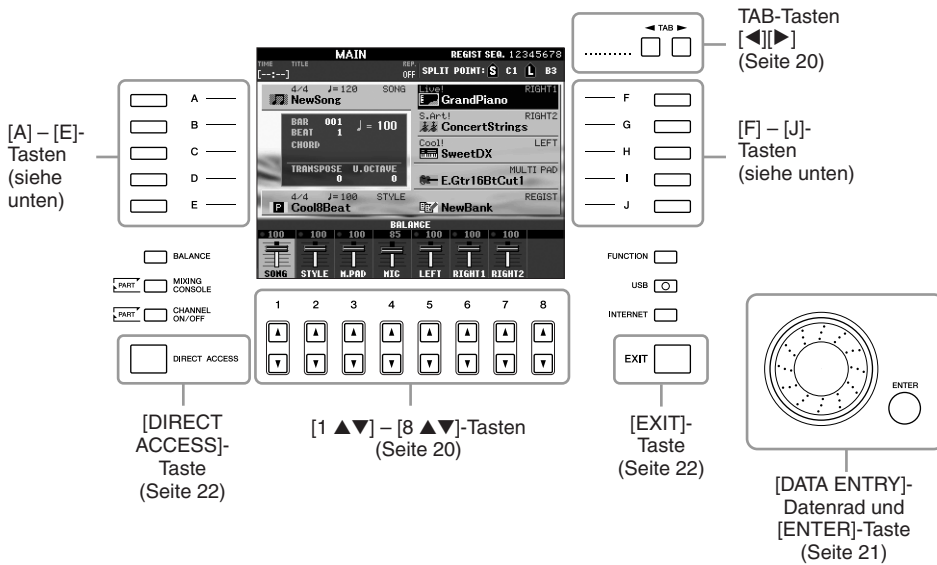 TAB-Tasten
[◀][▶]
(Seite 20)
◀ TAB ▶
[A] – [E]-
Tasten
(siehe
unten)
A
B
C
D
E
MAIN
REGIST SEQ. 12345678
TIME TITLE REP.
[--:--] OFF SPLIT POINT: S C1 L B3
4/4 ♩=120 SONG
NewSong
BAR 001
BEAT 1
♩ = 100
CHORD
TRANSPOSE U.OCTAVE
0 0
4/4 ♩=100 STYLE
P Cool8Beat
Live! RIGHT1
GrandPiano
S.Art! RIGHT2
ConcertStrings
Cool! LEFT
SweetDX
MULTI PAD
E.Gtr16BtCut1
REGIST
NewBank
BALANCE
100 100 100 85 100 100 100
SONG STYLE M.PAD MIC LEFT RIGHT1 RIGHT2
F
G
H
I
J
[F] – [J]-
Tasten
(siehe unten)
BALANCE
PART MIXING
CONSOLE
PART CHANNEL
ON/OFF
DIRECT ACCESS
1 2 3 4 5 6 7 8
▲ ▲ ▲ ▲ ▲ ▲ ▲ ▲
▼ ▼ ▼ ▼ ▼ ▼ ▼ ▼
FUNCTION
USB
INTERNET
EXIT
ENTER
[DIRECT
ACCESS]-
Taste
(Seite 22)
[1 ▲▼] – [8 ▲▼]-Tasten
(Seite 20)
[EXIT]-
Taste
(Seite 22)
[DATA ENTRY]-
Datenrad und
[ENTER]-Taste
(Seite 21)